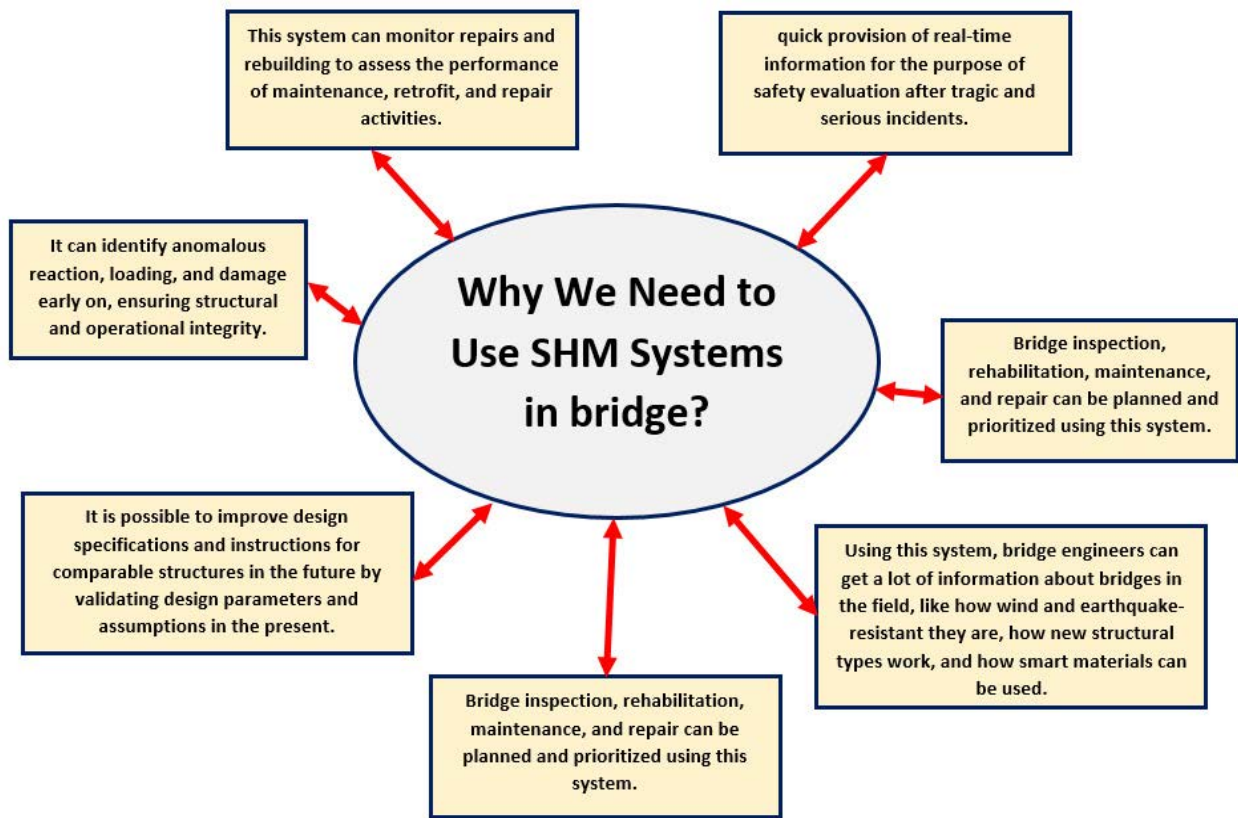 This system can monitor repairs and
rebuilding to assess the performance
of maintenance, retrofit, and repair
activities.
quick provision of real-time
information for the purpose of
safety evaluation after tragic and
serious incidents.
It can identify anomalous
reaction, loading, and damage
early on, ensuring structural
and operational integrity.
Why We Need to
Use SHM Systems
in bridge?
Bridge inspection,
rehabilitation, maintenance,
and repair can be planned and
prioritized using this system.
It is possible to improve design
specifications and instructions for
comparable structures in the future by
validating design parameters and
assumptions in the present.
Using this system, bridge engineers can
get a lot of information about bridges in
the field, like how wind and earthquake-
resistant they are, how new structural
types work, and how smart materials can
be used.
Bridge inspection, rehabilitation,
maintenance, and repair can be
planned and prioritized using this
system.